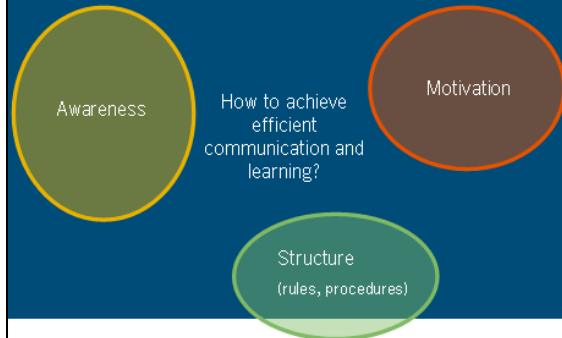 Awareness
How to achieve
efficient
communication and
learning?
Motivation
Structure
(rules, procedures)